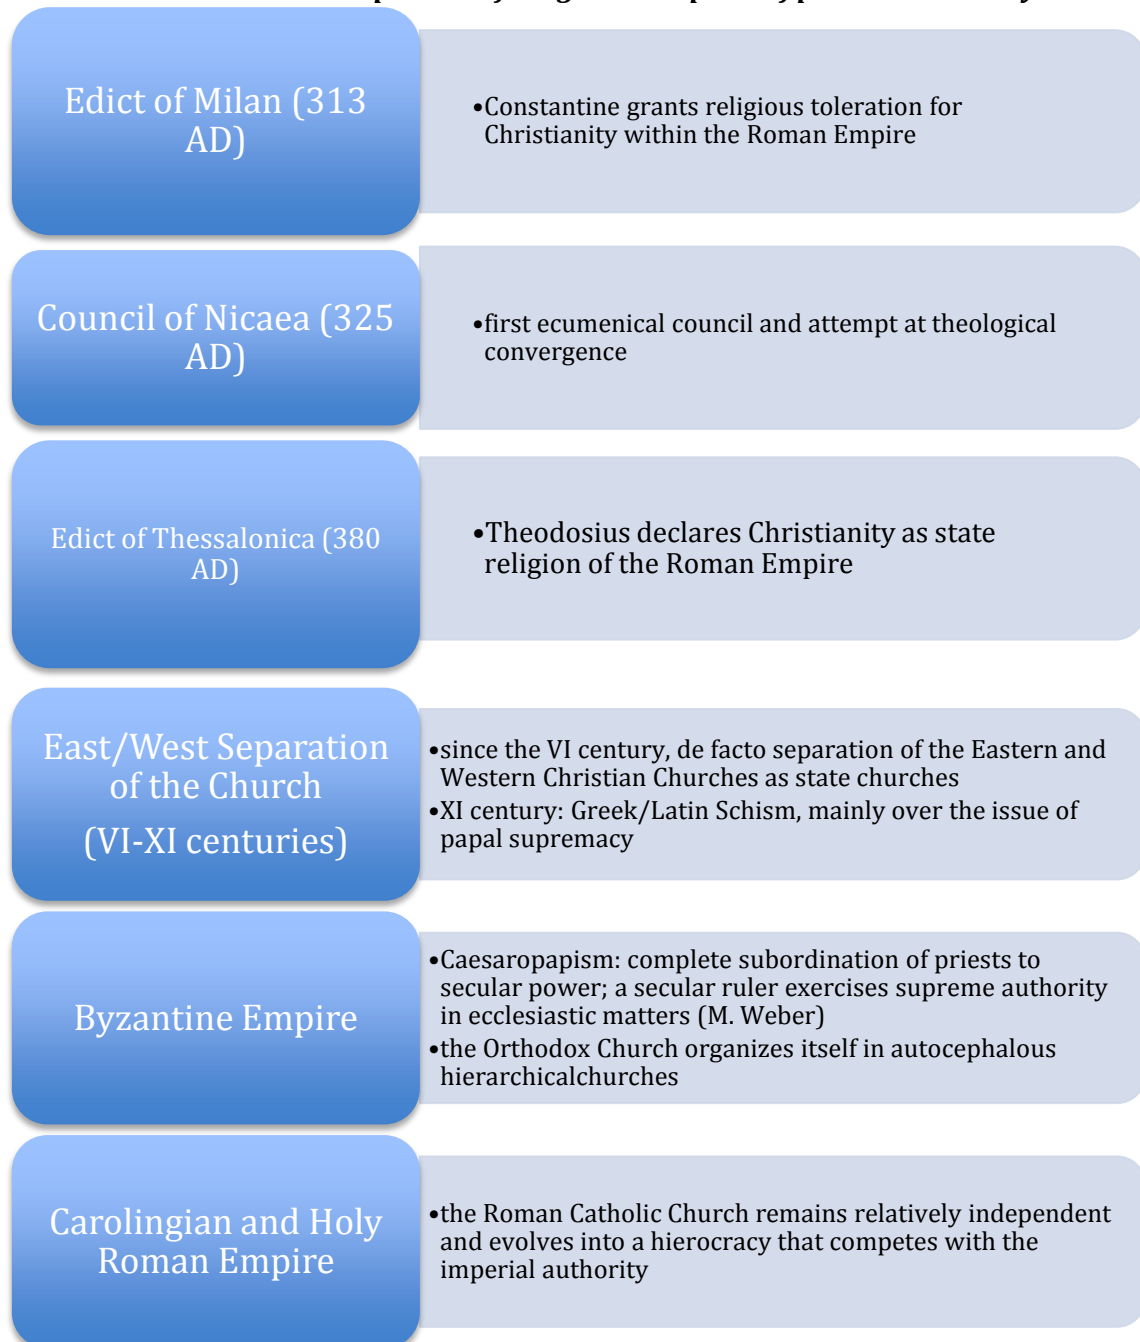 Edict of Milan (313
AD)
•Constantine grants religious toleration for
Christianity within the Roman Empire
Council of Nicaea (325
AD)
•first ecumenical council and attempt at theological
convergence
Edict of Thessalonica (380
AD)
•Theodosius declares Christianity as state
religion of the Roman Empire
East/West Separation
of the Church
(VI-XI centuries)
•since the VI century, de facto separation of the Eastern and
Western Christian Churches as state churches
•XI century: Greek/Latin Schism, mainly over the issue of
papal supremacy
Byzantine Empire
•Caesaropapism: complete subordination of priests to
secular power; a secular ruler exercises supreme authority
in ecclesiastic matters (M. Weber)
•the Orthodox Church organizes itself in autocephalous
hierarchicalchurches
Carolingian and Holy
Roman Empire
•the Roman Catholic Church remains relatively independent
and evolves into a hierocracy that competes with the
imperial authority